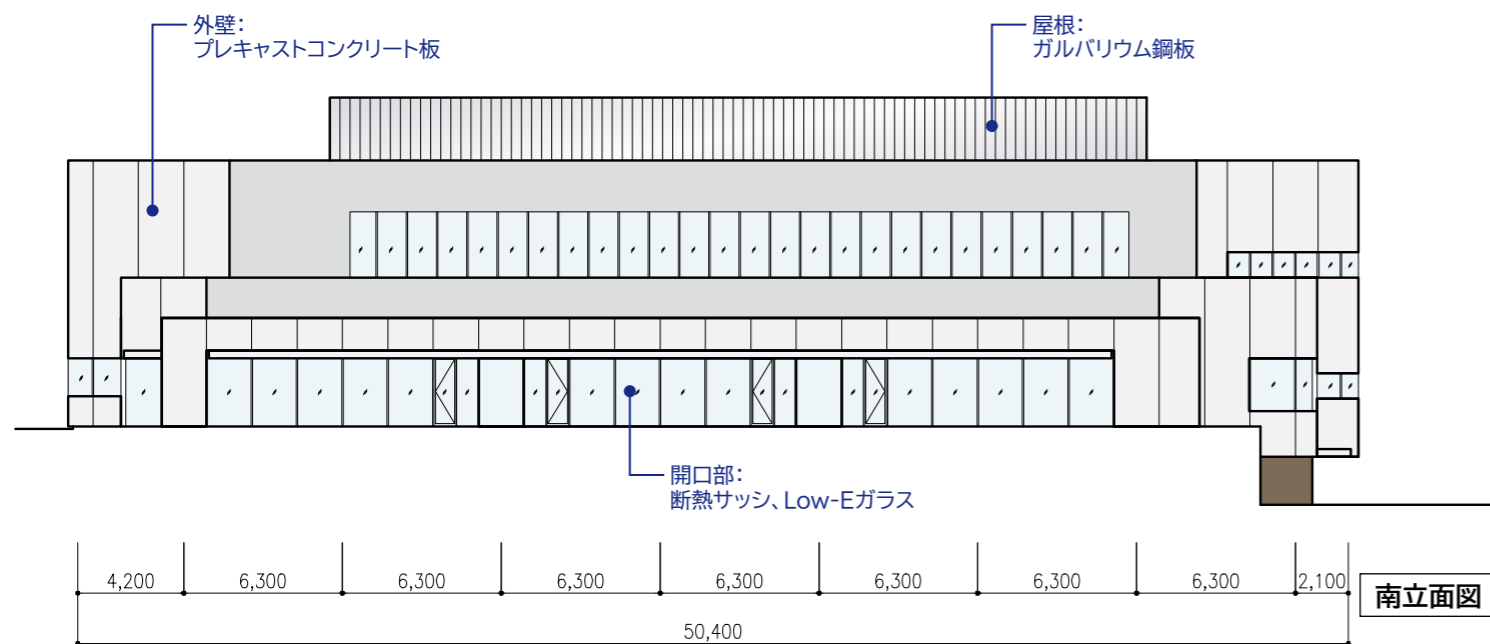 外壁：
プレキャストコンクリート板
屋根：
ガルバリウム鋼板
開口部：
断熱サッシ、Low-Eガラス
4,200 6,300 6,300 6,300 6,300 6,300 6,300 6,300 2,100
50,400
南立面図